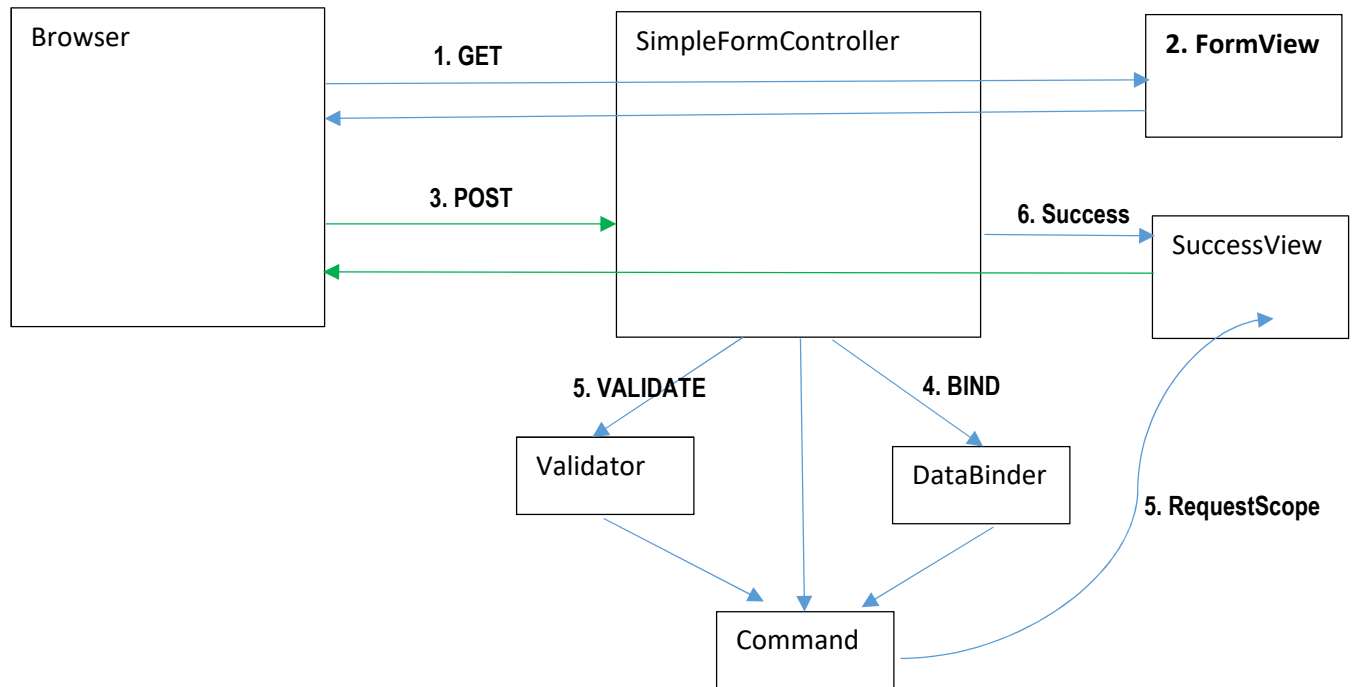 Browser
SimpleFormController
2. FormView
1. GET
3. POST
6. Success
SuccessView
5. VALIDATE
4. BIND
Validator
DataBinder
5. RequestScope
Command